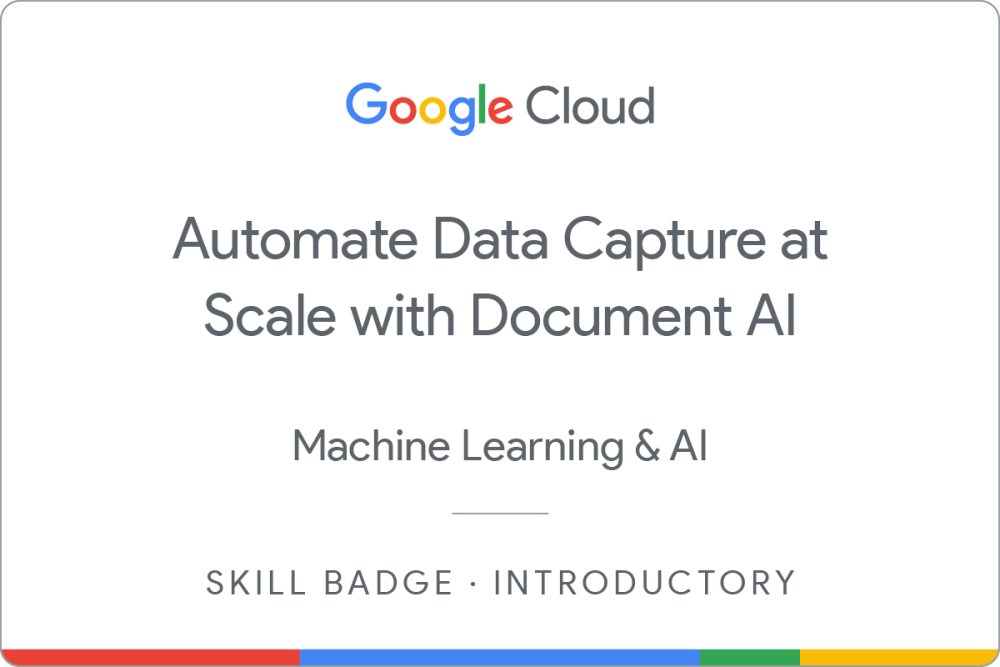 Google Cloud
Automate Data Capture at
Scale with Document AI
Machine Learning & AI
SKILL BADGE · INTRODUCTORY